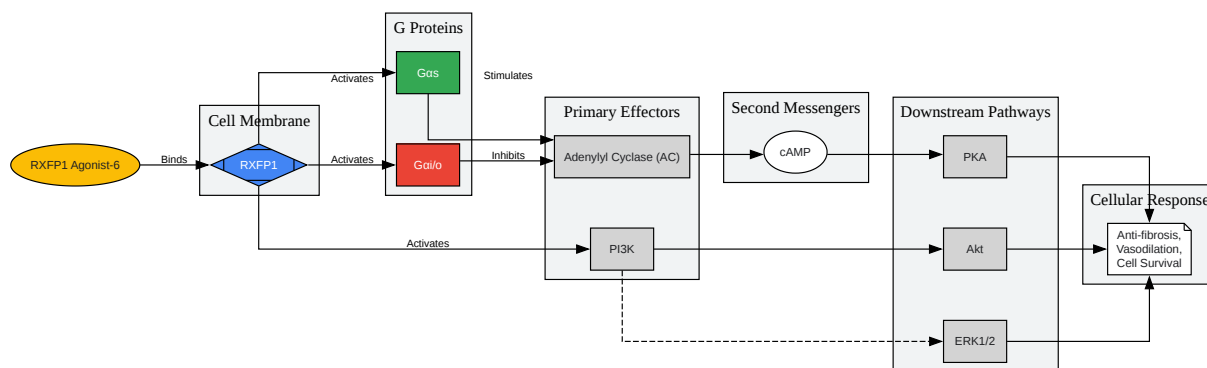 G Proteins
Gαs
Activates
Stimulates
Cell Membrane
Primary Effectors
Second Messengers
Downstream Pathways
RXFP1 Agonist-6
Binds
RXFP1
Activates
Gαi/o
Inhibits
Adenylyl Cyclase (AC)
cAMP
PKA
Cellular Response
Activates
PI3K
Akt
Anti-fibrosis,
Vasodilation,
Cell Survival
ERK1/2